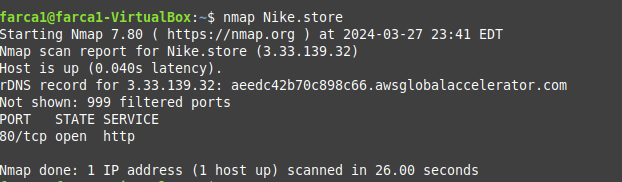 farca1@farca1-VirtualBox:~$ nmap Nike.store
Starting Nmap 7.80 ( https://nmap.org ) at 2024-03-27 23:41 EDT
Nmap scan report for Nike.store (3.33.139.32)
Host is up (0.040s latency).
rDNS record for 3.33.139.32: aeedc42b70c898c66.awsglobalaccelerator.com
Not shown: 999 filtered ports
PORT   STATE SERVICE
80/tcp open  http
Nmap done: 1 IP address (1 host up) scanned in 26.00 seconds